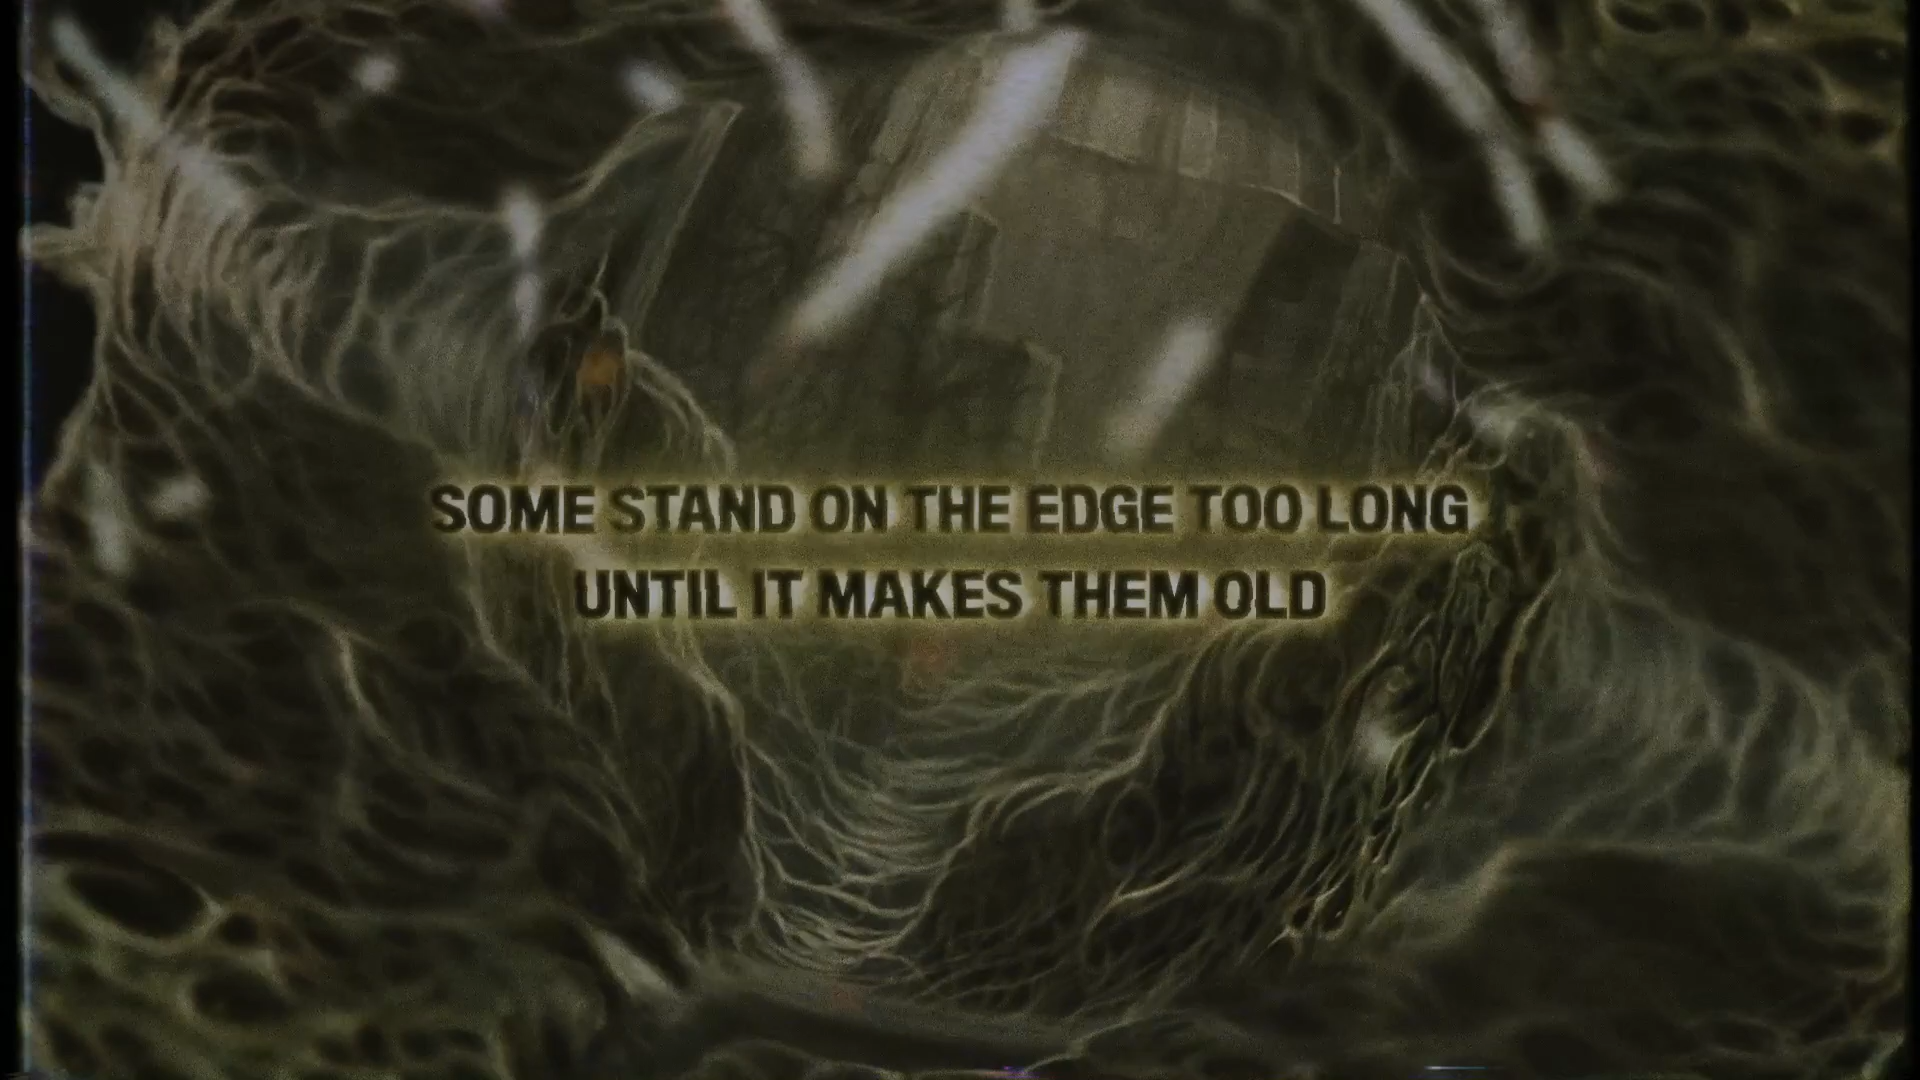 SOME STAND ON THE EDGE TOO LONG
UNTIL IT MAKES THEM OLD